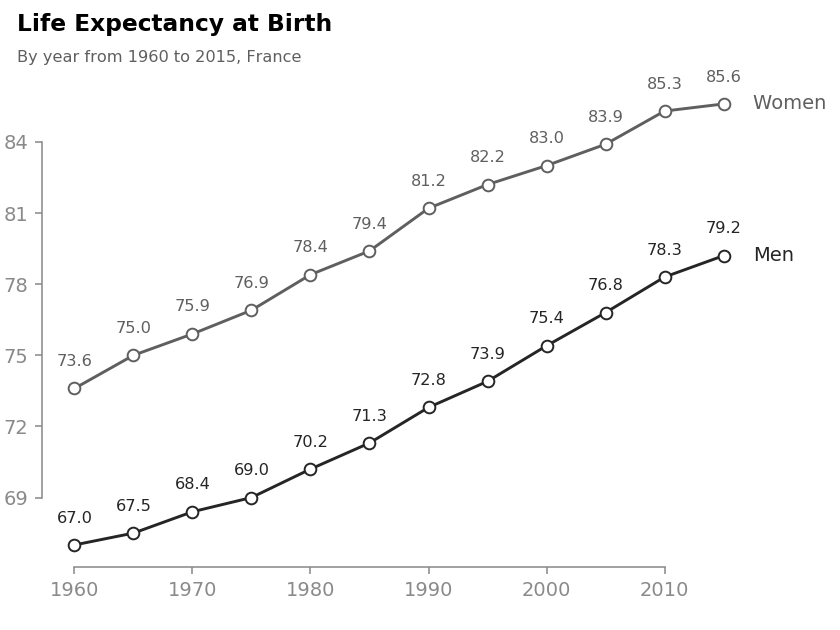 Life Expectancy at Birth
By year from 1960 to 2015, France
73.6 75.0 75.9 76.9 78.4 79.4 81.2 82.2 83.0 83.9 85.3 85.6 Women
67.0 67.5 68.4 69.0 70.2 71.3 72.8 73.9 75.4 76.8 78.3 79.2 Men
84
81
78
75
72
69
1960 1970 1980 1990 2000 2010